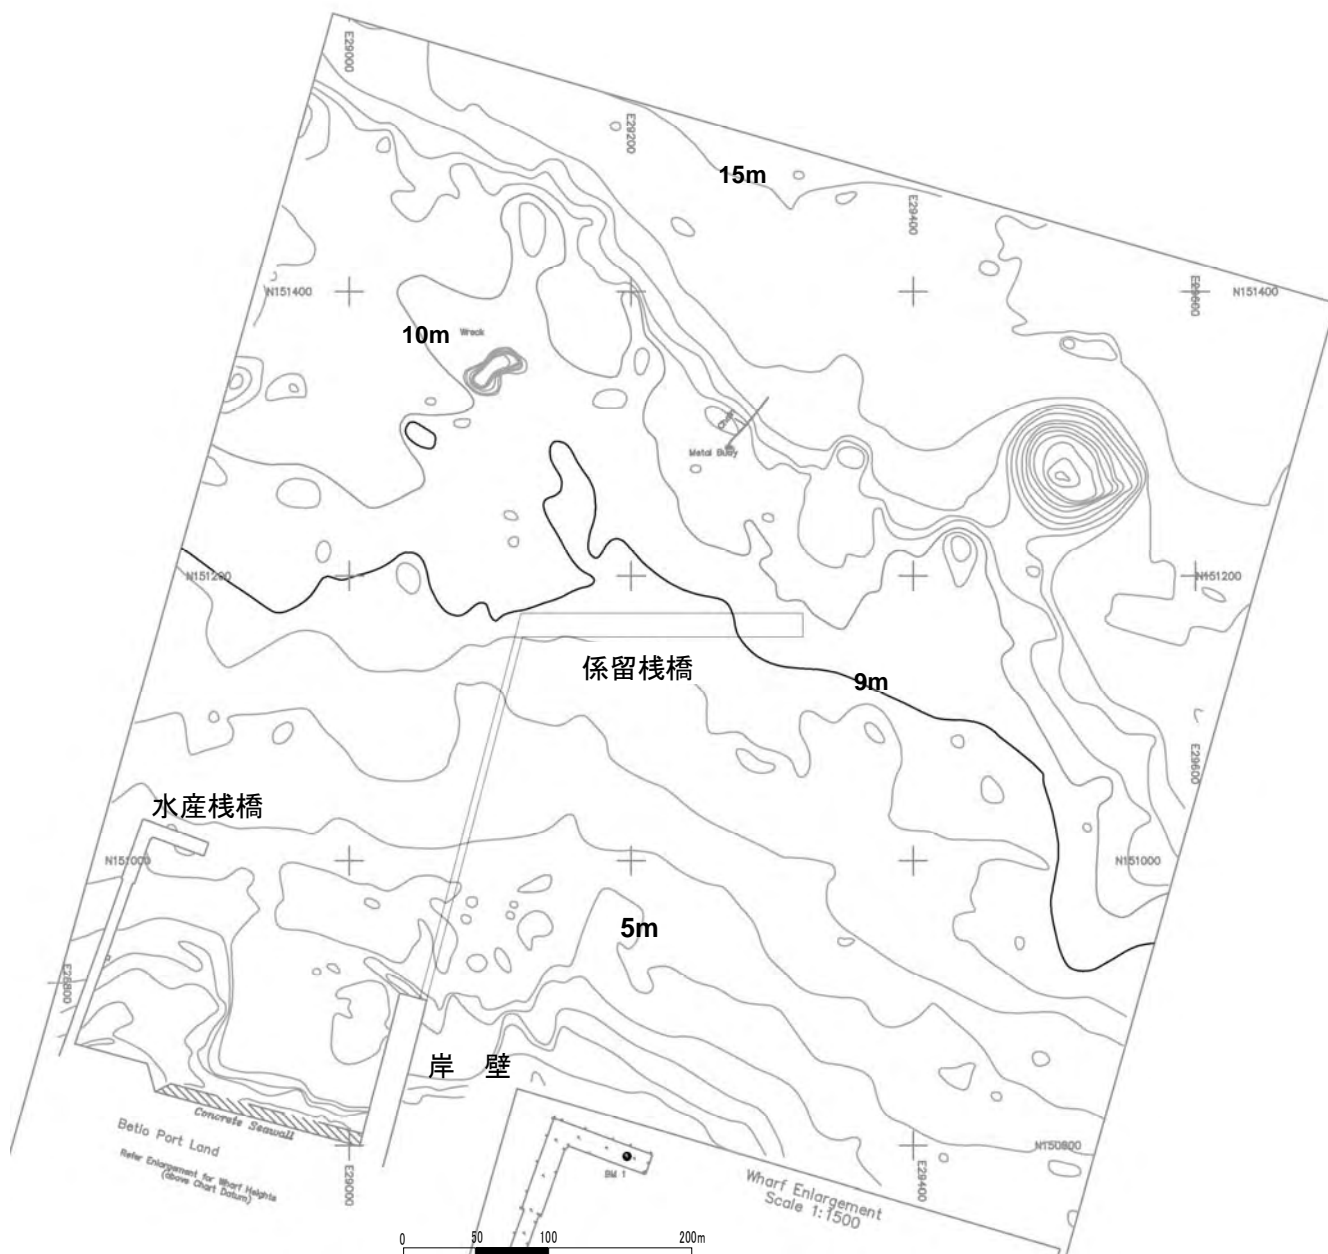 E29000
E29200
15m
E29400
E29600
N151400
N151400
10m
Wreck
Chain
Metal Buoy
N151200
N151200
係留桟橋
9m
E29600
水産桟橋
N151000
N151000
5m
E28800
岸 壁
Concrete Seawall
Betio Port Land
Refer Enlargement for Wharf Heights
(above Chart Datum)
E29000
BM 1
Wharf Enlargement
Scale 1:1500
E29400
N150800
0 50 100 200m